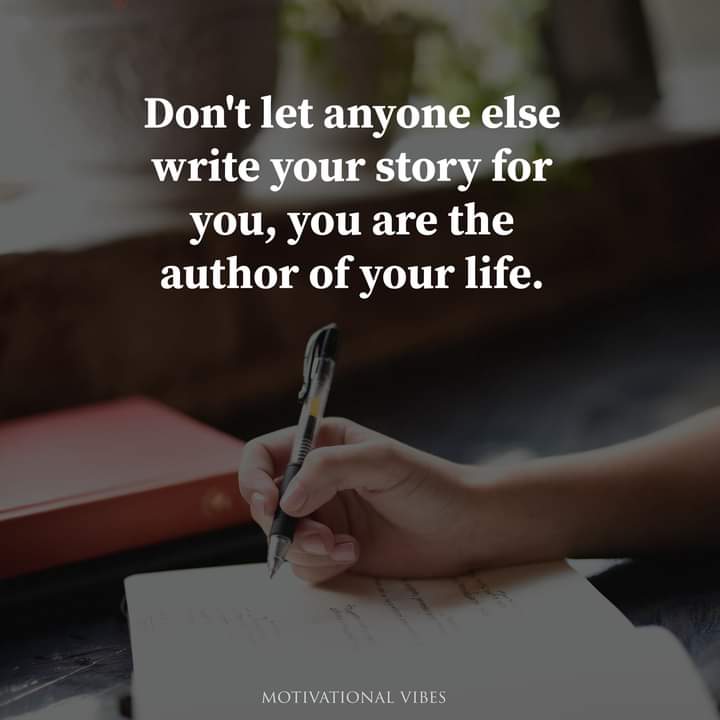 Don't let anyone else
write your story for
you, you are the
author of your life.
MOTIVATIONAL VIBES